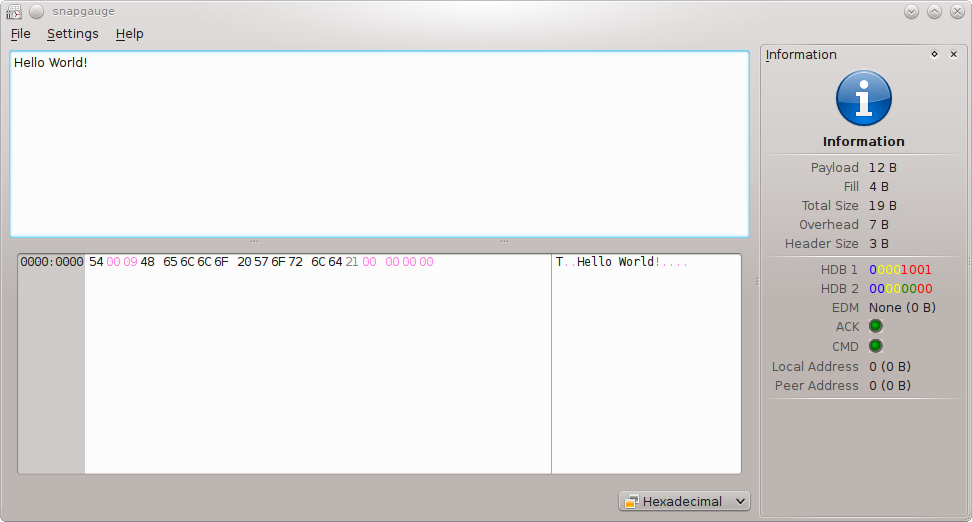 snapgauge
File Settings Help
Hello World!
0000:0000 54 00 09 48 65 6C 6C 6F 20 57 6F 72 6C 64 21 00 00 00 00 T..Hello World!....
Hexadecimal
Information
Information
Payload 12 B
Fill 4 B
Total Size 19 B
Overhead 7 B
Header Size 3 B
HDB 1 00001001
HDB 2 00000000
EDM None (0 B)
ACK
CMD
Local Address 0 (0 B)
Peer Address 0 (0 B)